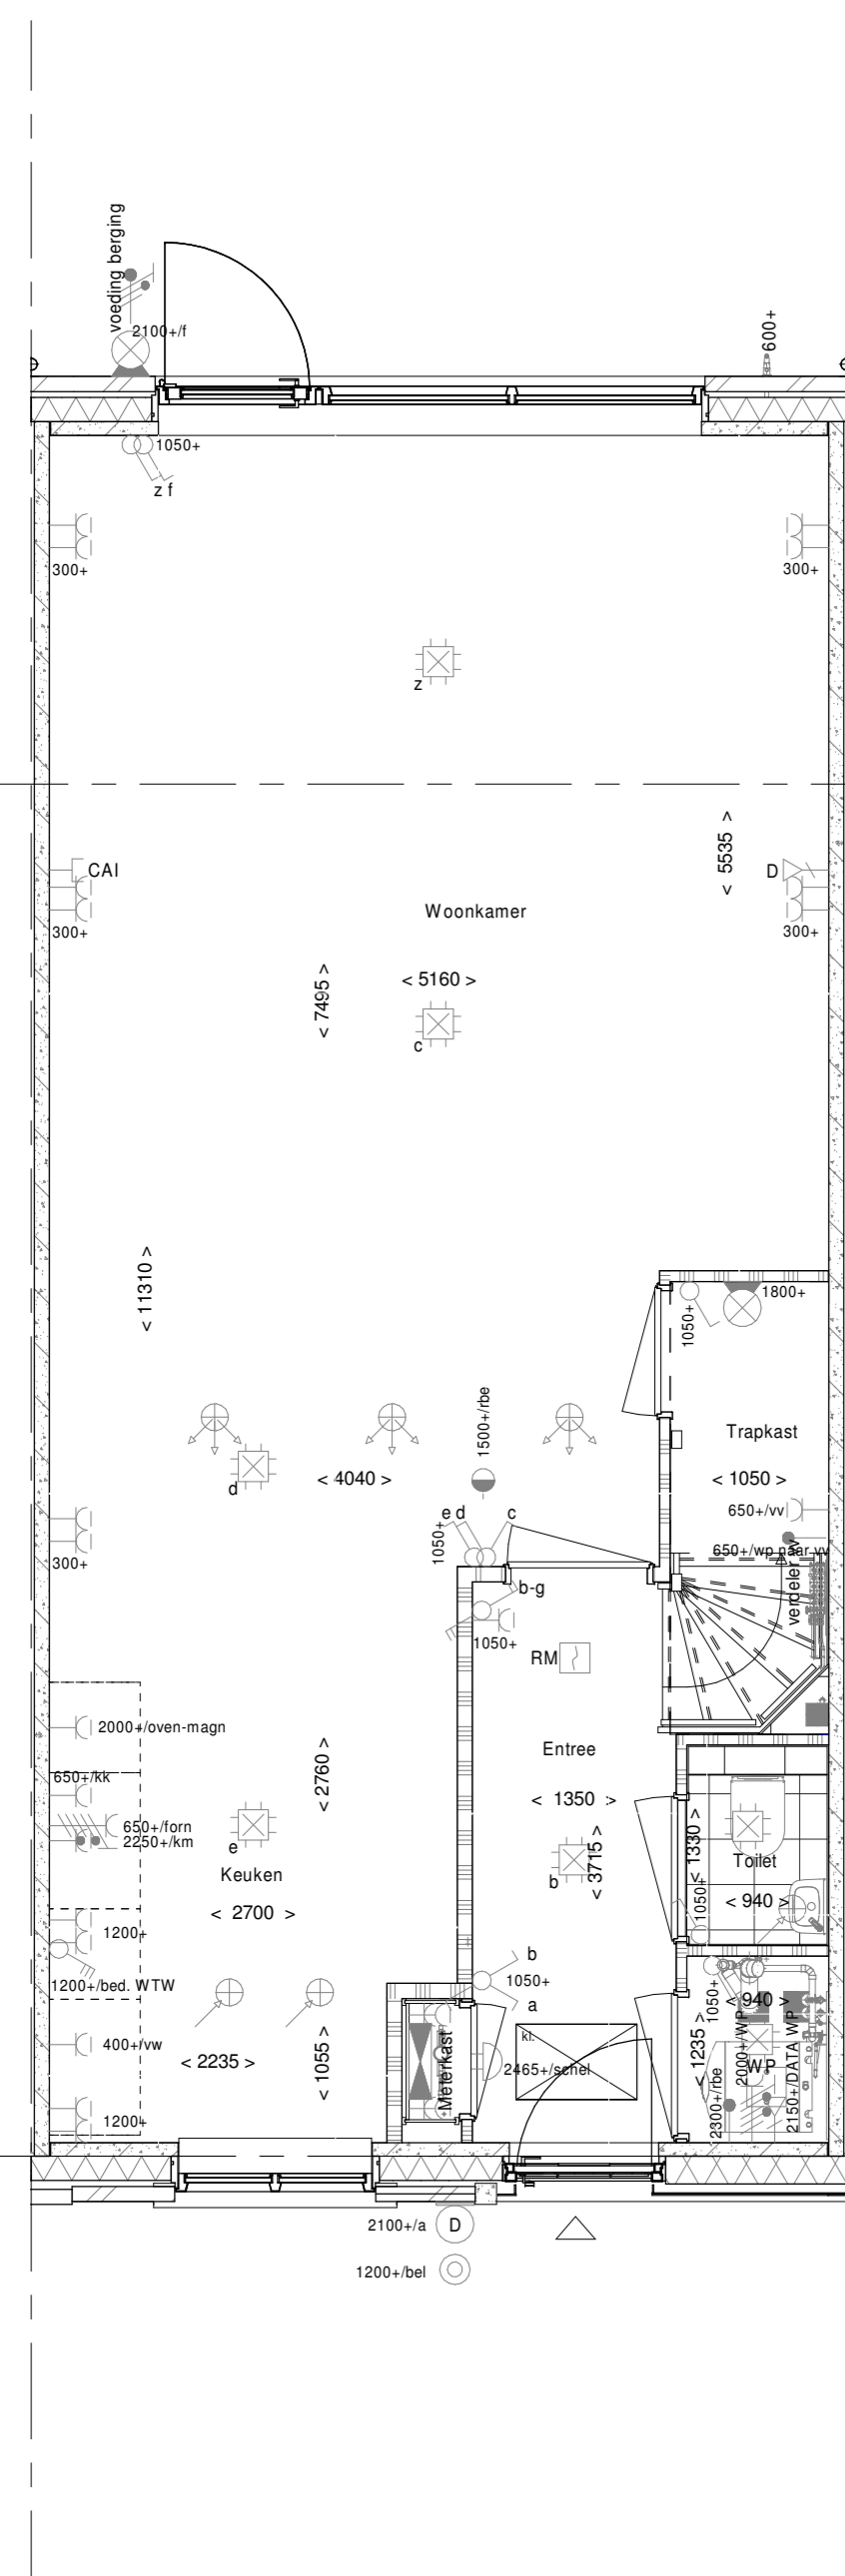 voeding berging
2100+/f
600+
1050+
z f
300+
300+
z
CAI
D
< 5535 >
300+
300+
Woonkamer
< 7495 >
< 5160 >
c
< 11310 >
1050+
1800+
Trapkast
< 1050 >
1500+/rbe
d
< 4040 >
650+/vv
e d
c
1050+
650+/wp naar vv
verdeler vv
300+
b-g
1050+
RM
2000+/oven-magn
Entree
650+/kk
< 2760 >
< 1350 >
650+/forn
2250+/km
e
Keuken
< 3715 >
b
< 1330 >
Toilet
< 2700 >
1050+
< 940 >
1200+
1200+/bed. WTW
b
1050+
a
1050+
< 940 >
kl.
400+/vw
< 2235 >
< 1055 >
Meterkast
2465+/schel
< 1235 >
2000+/WP
WP
2150+/DATA WP
2300+/rbe
1200+
2100+/a
D
1200+/bel